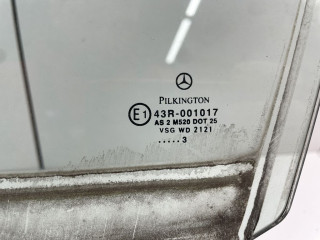 PILKINGTON
E1 43R-001017
AS 2 M520 DOT 25
VSG WD 2121
.....3